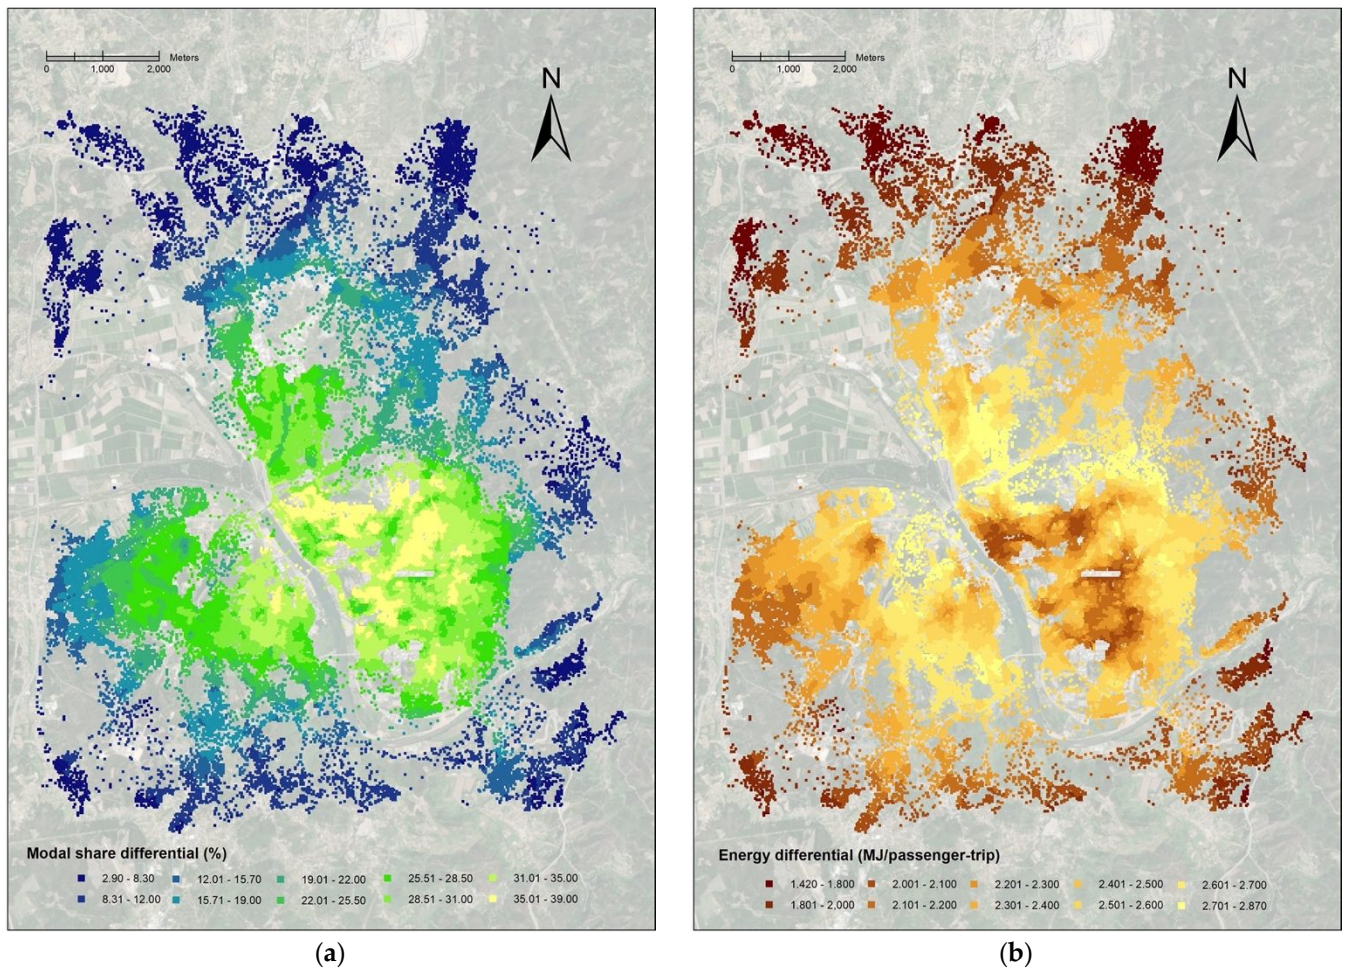 Meters
0 1.000 2.000
N
Modal share differential (%)
2.90 - 8.30 12.01 - 15.70 19.01 - 22.00 25.51 - 28.50 31.01 - 35.00
8.31 - 12.00 15.71 - 19.00 22.01 - 25.50 28.51 - 31.00 35.01 - 39.00
(a)
Meters
0 1.000 2.000
N
Energy differential (MJ/passenger-trip)
1.420 - 1.800 2.001 - 2.100 2.201 - 2.300 2.401 - 2.500 2.601 - 2.700
1.801 - 2,000 2.101 - 2.200 2.301 - 2.400 2.501 - 2.600 2.701 - 2.870
(b)